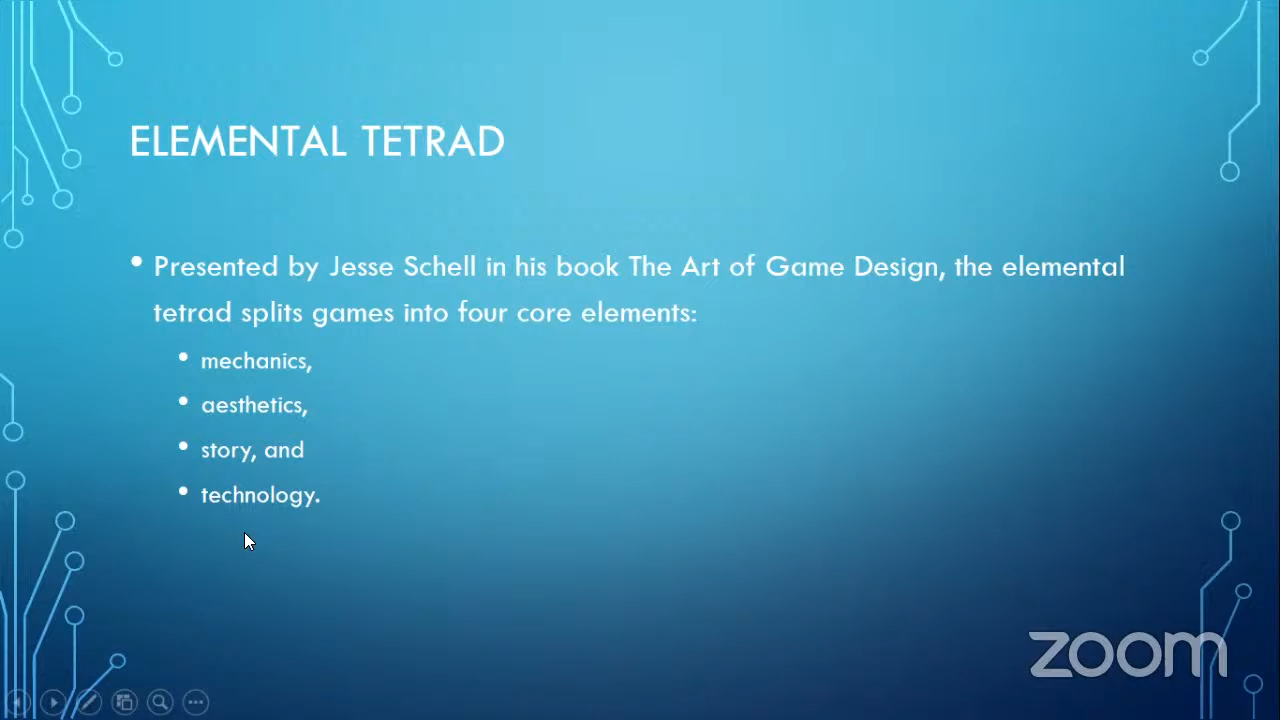 ELEMENTAL TETRAD
• Presented by Jesse Schell in his book The Art of Game Design, the elemental
tetrad splits games into four core elements:
• mechanics,
• aesthetics,
• story, and
• technology.
zoom